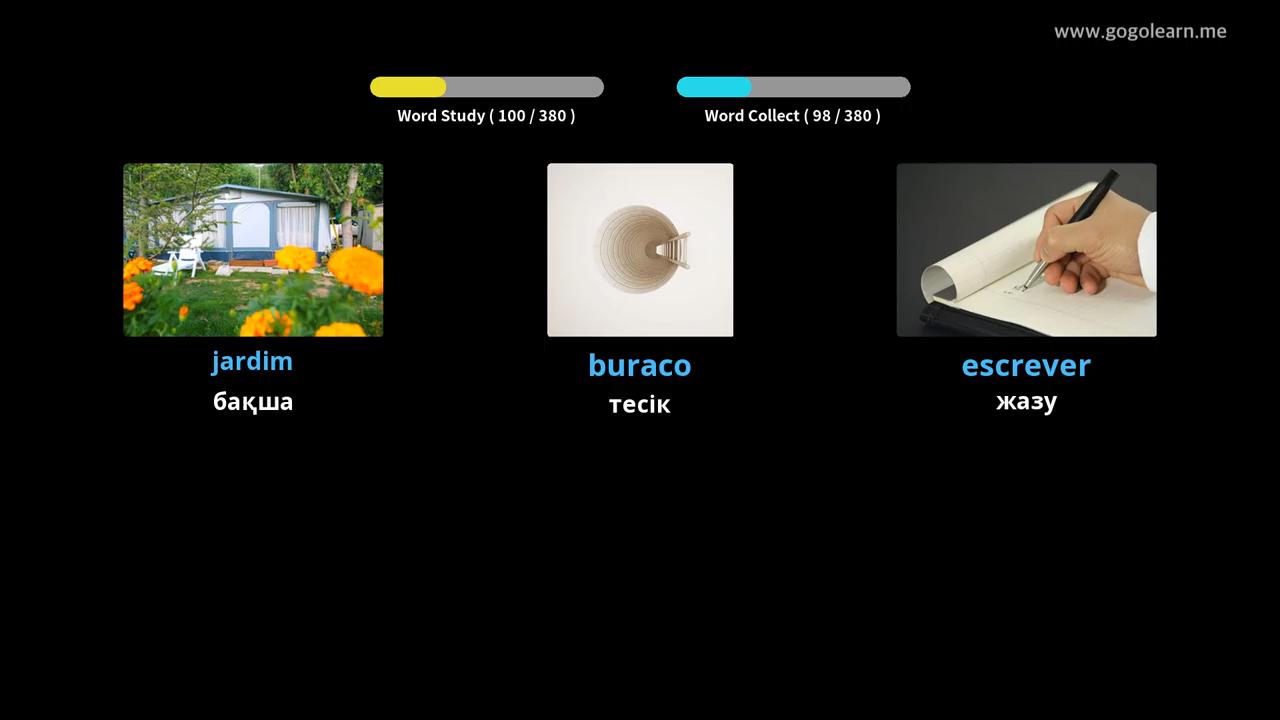 www.gogolearn.me
Word Study ( 100 / 380 )
Word Collect ( 98 / 380 )
jardim
бақша
buraco
тесік
escrever
жазу